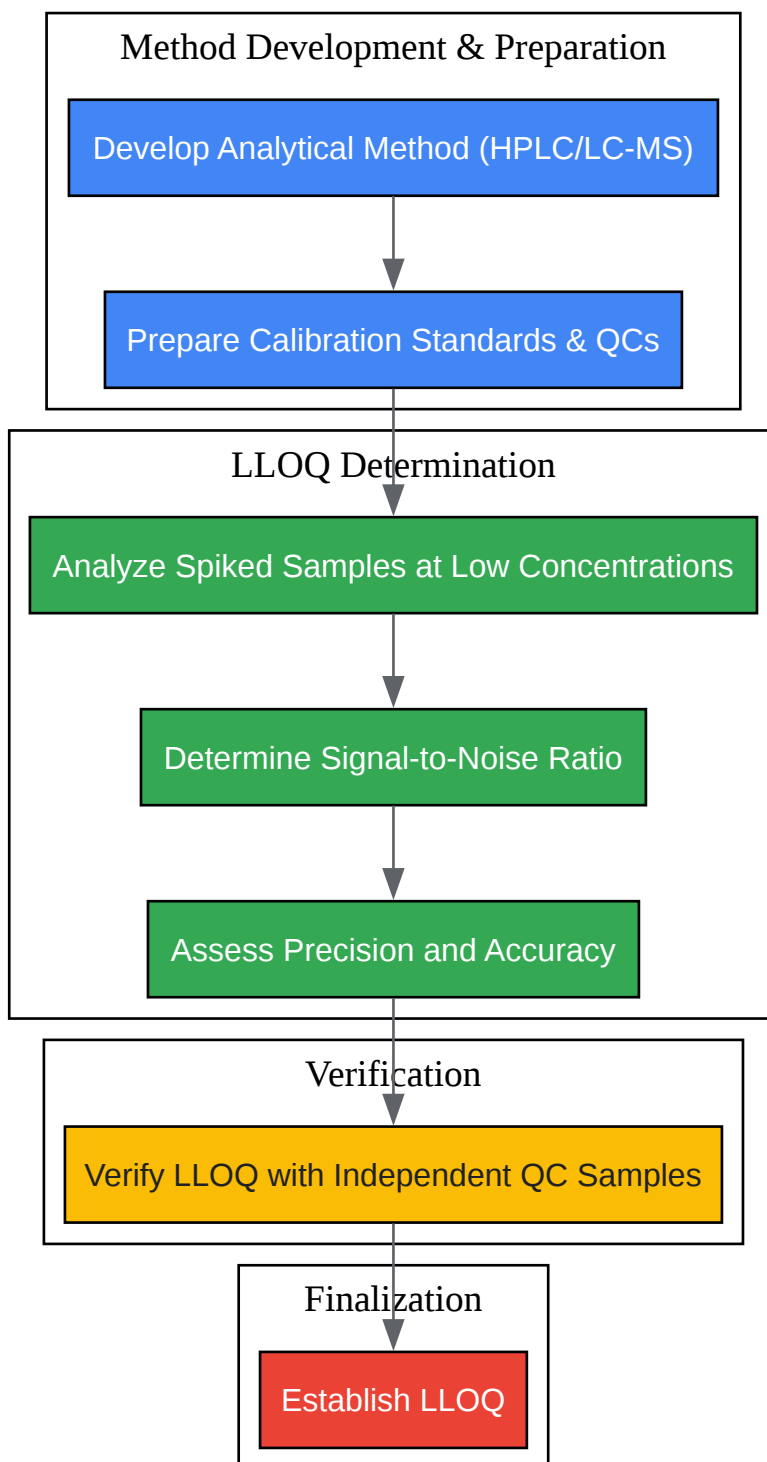 Method Development & Preparation
Develop Analytical Method (HPLC/LC-MS)
Prepare Calibration Standards & QCs
LLOQ Determination
Analyze Spiked Samples at Low Concentrations
Determine Signal-to-Noise Ratio
Assess Precision and Accuracy
Verification
Verify LLOQ with Independent QC Samples
Finalization
Establish LLOQ